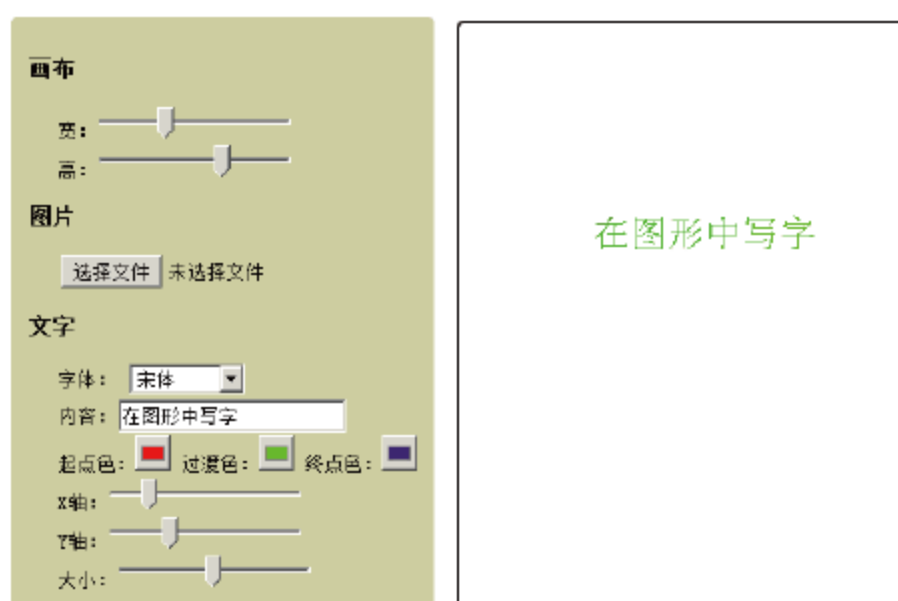 画布
宽:
高:
图片
选择文件 未选择文件
文字
字体: 宋体
内容: 在图形中写字
起点色: 过渡色: 终点色:
X轴:
Y轴:
大小:
在图形中写字